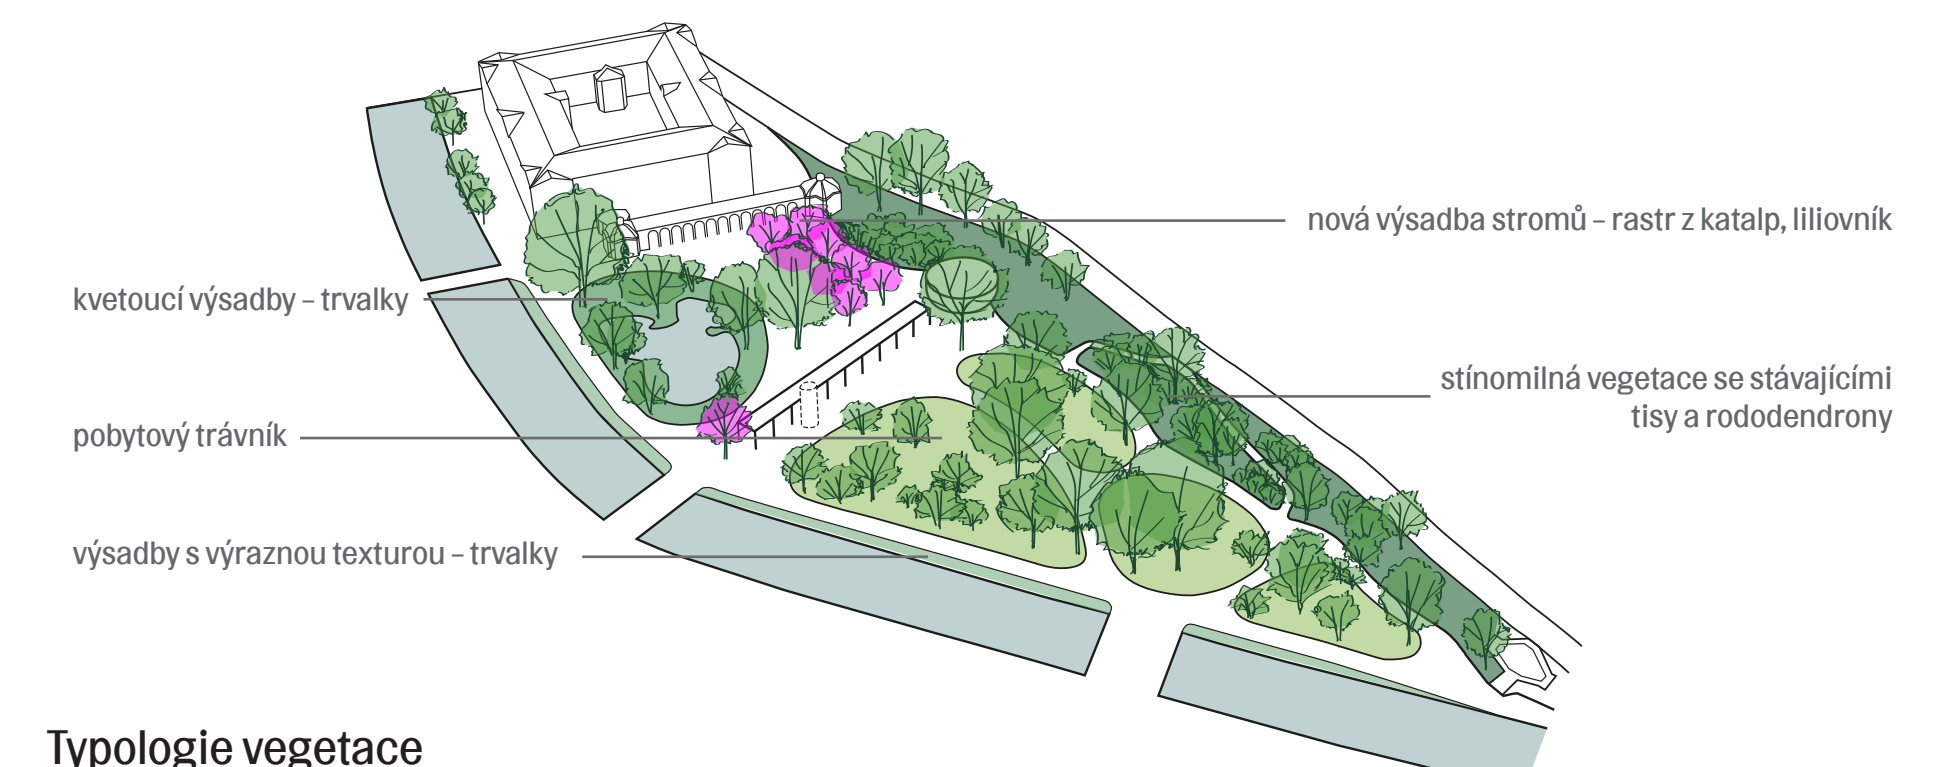 nová výsadba stromů – rastr z katalp, liliovník
kvetoucí výsadby – trvalky
stínomilná vegetace se stávajícími
tisy a rododendrony
pobytový trávník
výsadby s výraznou texturou – trvalky
Typologie vegetace